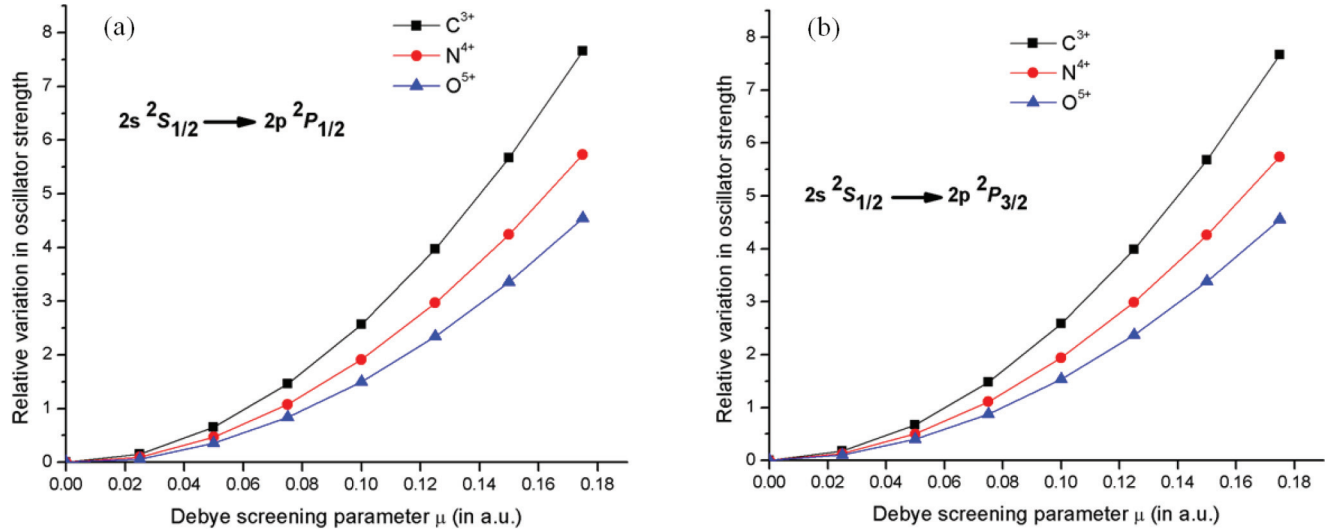 (a)
C3+
N4+
O5+
2s 2S1/2 → 2p 2P1/2
Relative variation in oscillator strength
8
7
6
5
4
3
2
1
0
0.00 0.02 0.04 0.06 0.08 0.10 0.12 0.14 0.16 0.18
Debye screening parameter μ (in a.u.)
(b)
C3+
N4+
O5+
2s 2S1/2 → 2p 2P3/2
Relative variation in oscillator strength
8
7
6
5
4
3
2
1
0
0.00 0.02 0.04 0.06 0.08 0.10 0.12 0.14 0.16 0.18
Debye screening parameter μ (in a.u.)